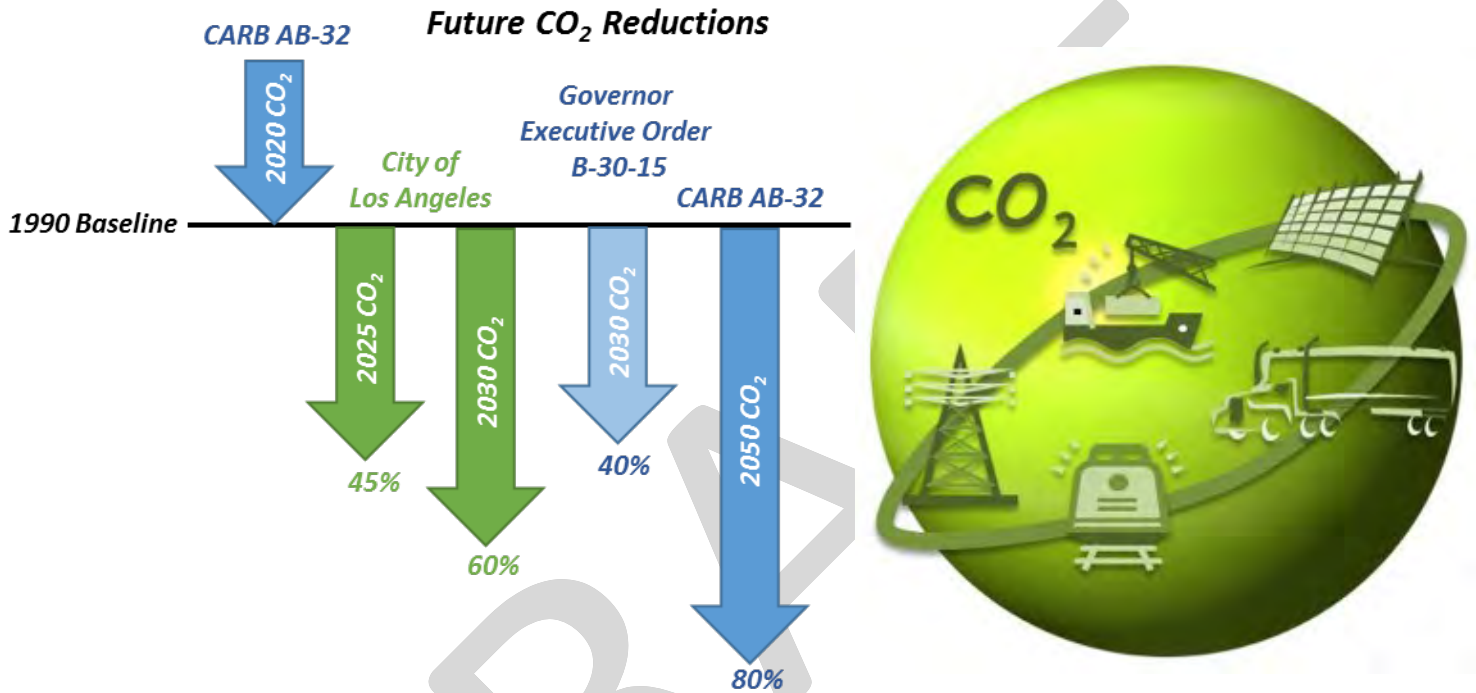 Future CO₂ Reductions
CARB AB-32
2020 CO₂
1990 Baseline
City of
Los Angeles
2025 CO₂
45%
2030 CO₂
60%
Governor
Executive Order
B-30-15
2030 CO₂
40%
CARB AB-32
2050 CO₂
80%
CO₂